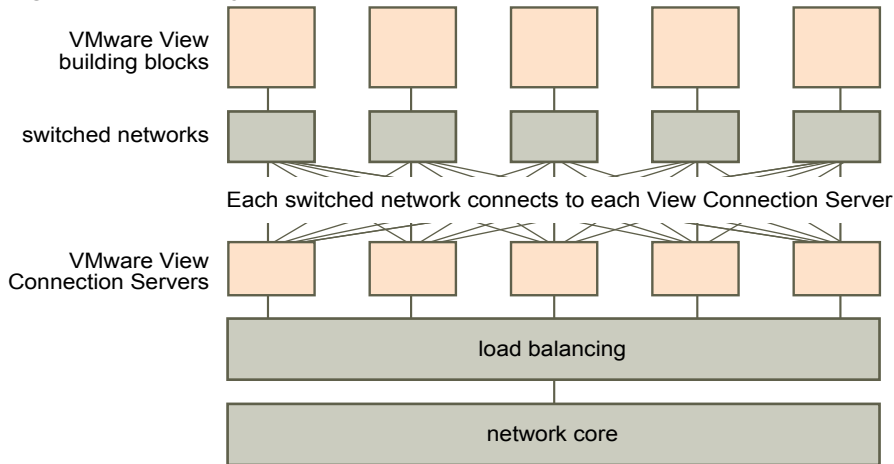 VMware View
building blocks
switched networks
Each switched network connects to each View Connection Server
VMware View
Connection Servers
load balancing
network core